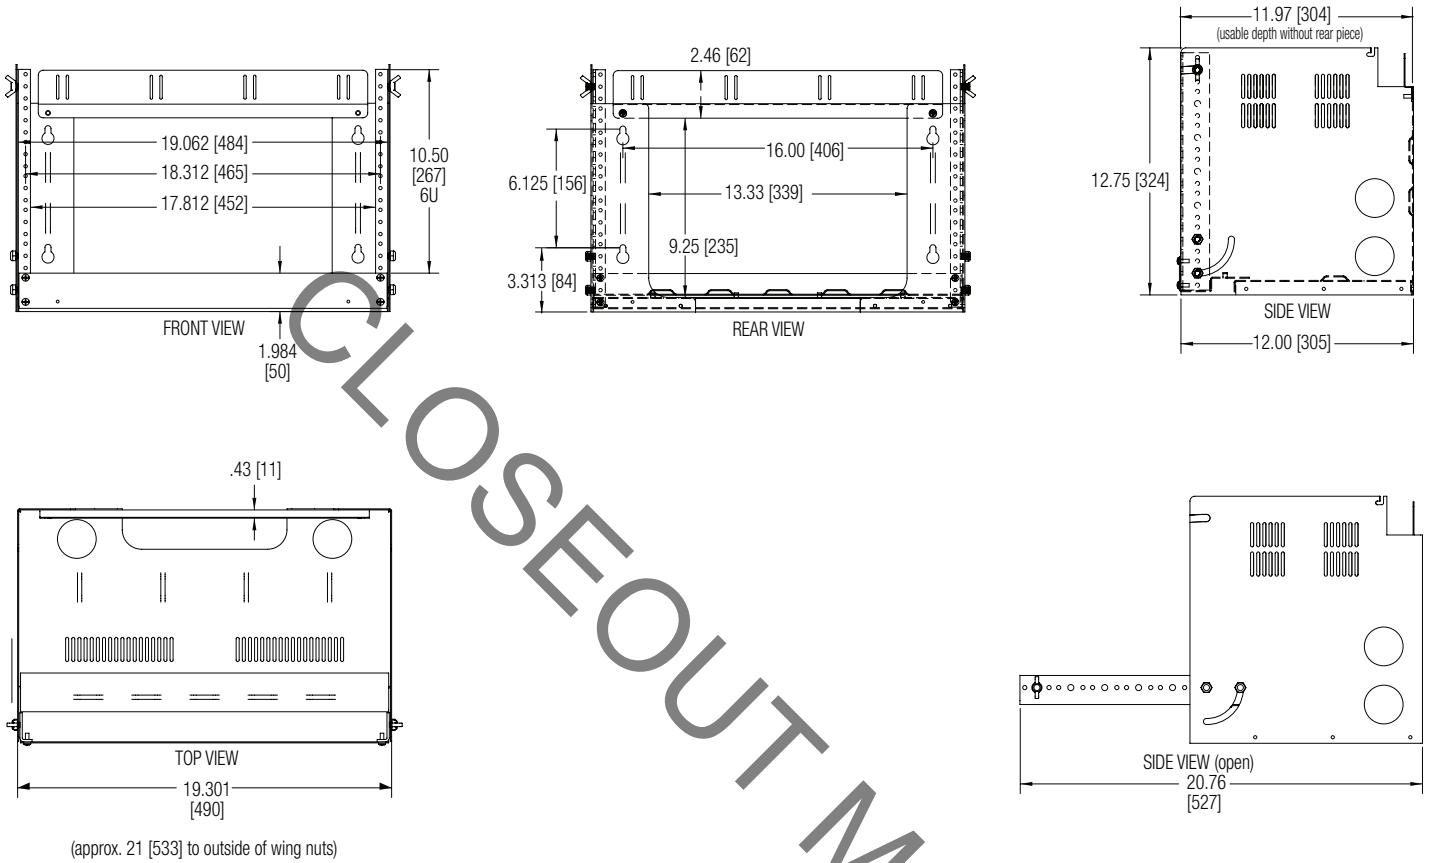 11.97 [304]
(usable depth without rear piece)
2.46 [62]
19.062 [484]
18.312 [465]
17.812 [452]
10.50
[267]
6U
1.984
[50]
FRONT VIEW
16.00 [406]
6.125 [156]
13.33 [339]
9.25 [235]
3.313 [84]
REAR VIEW
12.75 [324]
SIDE VIEW
12.00 [305]
.43 [11]
TOP VIEW
19.301
[490]
(approx. 21 [533] to outside of wing nuts)
SIDE VIEW (open)
20.76
[527]
CLOSEOUT M